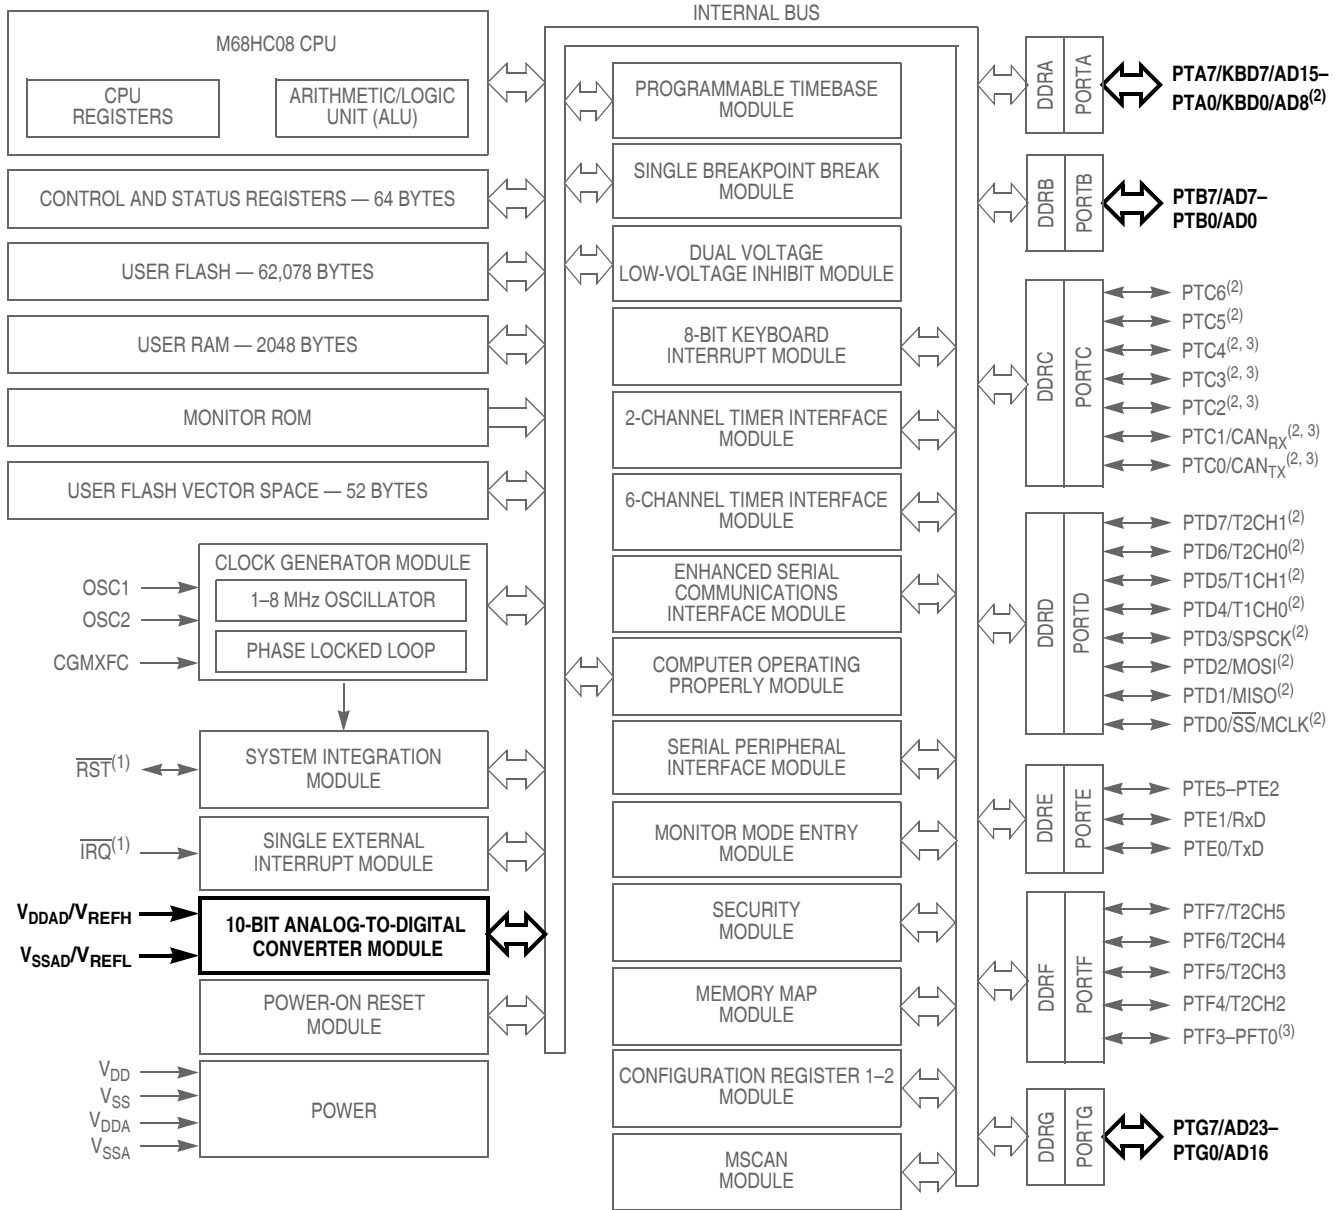 INTERNAL BUS
M68HC08 CPU
CPU
REGISTERS
ARITHMETIC/LOGIC
UNIT (ALU)
CONTROL AND STATUS REGISTERS — 64 BYTES
USER FLASH — 62,078 BYTES
USER RAM — 2048 BYTES
MONITOR ROM
USER FLASH VECTOR SPACE — 52 BYTES
CLOCK GENERATOR MODULE
1–8 MHz OSCILLATOR
PHASE LOCKED LOOP
OSC1
OSC2
CGMXFC
SYSTEM INTEGRATION
MODULE
RST(1)
SINGLE EXTERNAL
INTERRUPT MODULE
IRQ(1)
VDDAD/VREFH
VSSAD/VREFL
10-BIT ANALOG-TO-DIGITAL
CONVERTER MODULE
POWER-ON RESET
MODULE
VDD
VSS
VDDA
VSSA
POWER
PROGRAMMABLE TIMEBASE
MODULE
SINGLE BREAKPOINT BREAK
MODULE
DUAL VOLTAGE
LOW-VOLTAGE INHIBIT MODULE
8-BIT KEYBOARD
INTERRUPT MODULE
2-CHANNEL TIMER INTERFACE
MODULE
6-CHANNEL TIMER INTERFACE
MODULE
ENHANCED SERIAL
COMMUNICATIONS
INTERFACE MODULE
COMPUTER OPERATING
PROPERLY MODULE
SERIAL PERIPHERAL
INTERFACE MODULE
MONITOR MODE ENTRY
MODULE
SECURITY
MODULE
MEMORY MAP
MODULE
CONFIGURATION REGISTER 1–2
MODULE
MSCAN
MODULE
DDRA
PORTA
PTA7/KBD7/AD15–
PTA0/KBD0/AD8(2)
DDRB
PORTB
PTB7/AD7–
PTB0/AD0
DDRC
PORTC
PTC6(2)
PTC5(2)
PTC4(2, 3)
PTC3(2, 3)
PTC2(2, 3)
PTC1/CANRX(2, 3)
PTC0/CANTX(2, 3)
DDRD
PORTD
PTD7/T2CH1(2)
PTD6/T2CH0(2)
PTD5/T1CH1(2)
PTD4/T1CH0(2)
PTD3/SPSCK(2)
PTD2/MOSI(2)
PTD1/MISO(2)
PTD0/SS/MCLK(2)
DDRE
PORTE
PTE5–PTE2
PTE1/RxD
PTE0/TxD
DDRF
PORTF
PTF7/T2CH5
PTF6/T2CH4
PTF5/T2CH3
PTF4/T2CH2
PTF3–PFT0(3)
DDRG
PORTG
PTG7/AD23–
PTG0/AD16